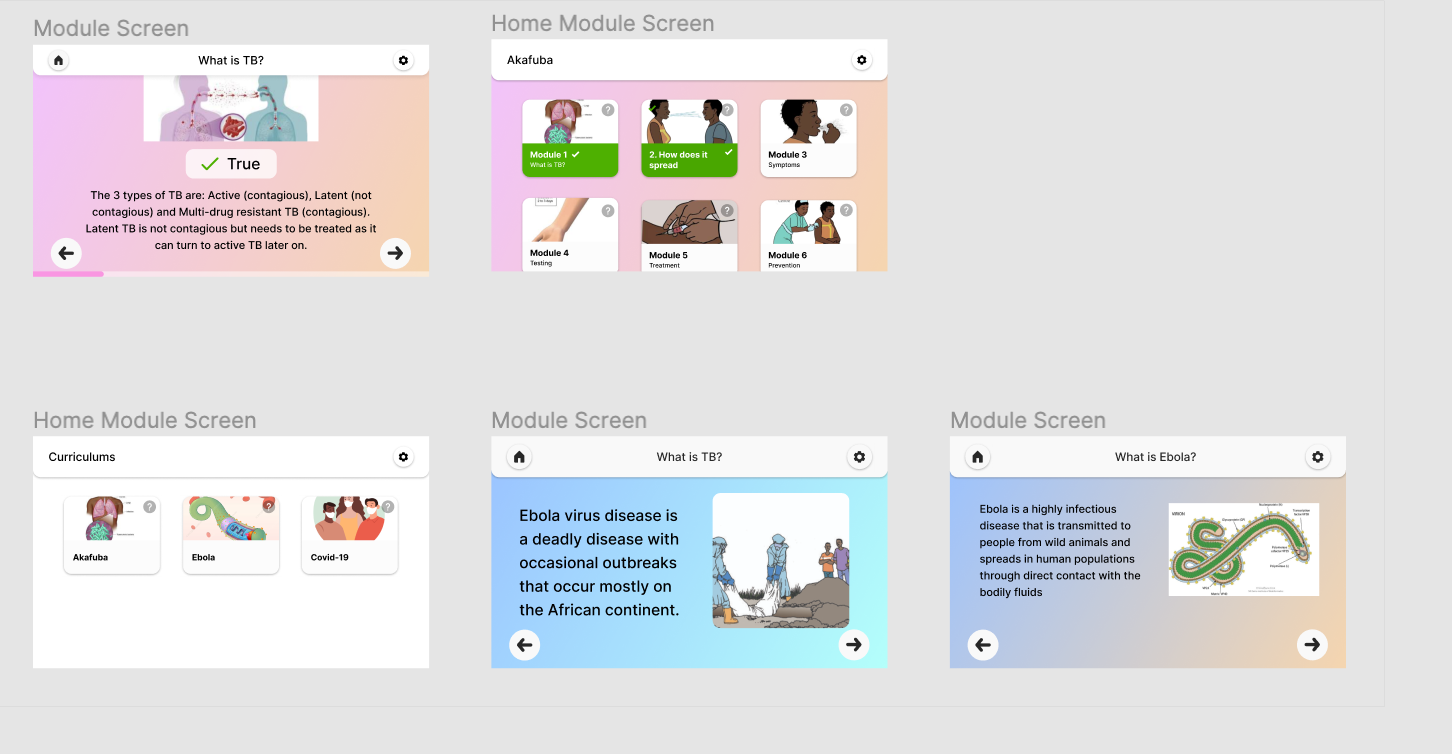 Module Screen
What is TB?
True
The 3 types of TB are: Active (contagious), Latent (not
contagious) and Multi-drug resistant TB (contagious).
Latent TB is not contagious but needs to be treated as it
can turn to active TB later on.
Home Module Screen
Akafuba
?
?
?
Module 1
What is TB?
2. How does it
spread
Module 3
Symptoms
?
?
?
Module 4
Testing
Module 5
Treatment
Module 6
Prevention
Home Module Screen
Curriculums
?
?
?
Akafuba
Ebola
Covid-19
Module Screen
What is TB?
Ebola virus disease is
a deadly disease with
occasional outbreaks
that occur mostly on
the African continent.
Module Screen
What is Ebola?
Ebola is a highly infectious
disease that is transmitted to
people from wild animals and
spreads in human populations
through direct contact with the
bodily fluids
VIRION